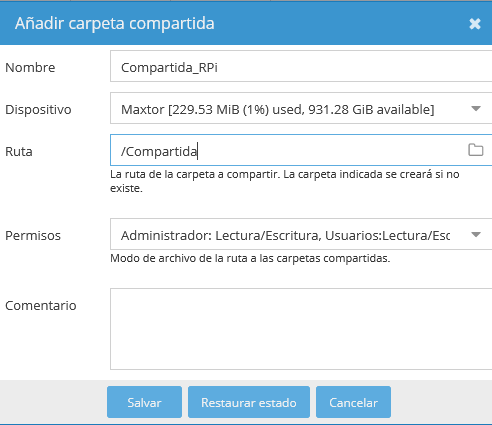 Añadir carpeta compartida
Nombre
Compartida_RPi
Dispositivo
Maxtor [229.53 MiB (1%) used, 931.28 GiB available]
Ruta
/Compartida
La ruta de la carpeta a compartir. La carpeta indicada se creará si no
existe.
Permisos
Administrador: Lectura/Escritura, Usuarios:Lectura/Esc
Modo de archivo de la ruta a las carpetas compartidas.
Comentario
Salvar
Restaurar estado
Cancelar